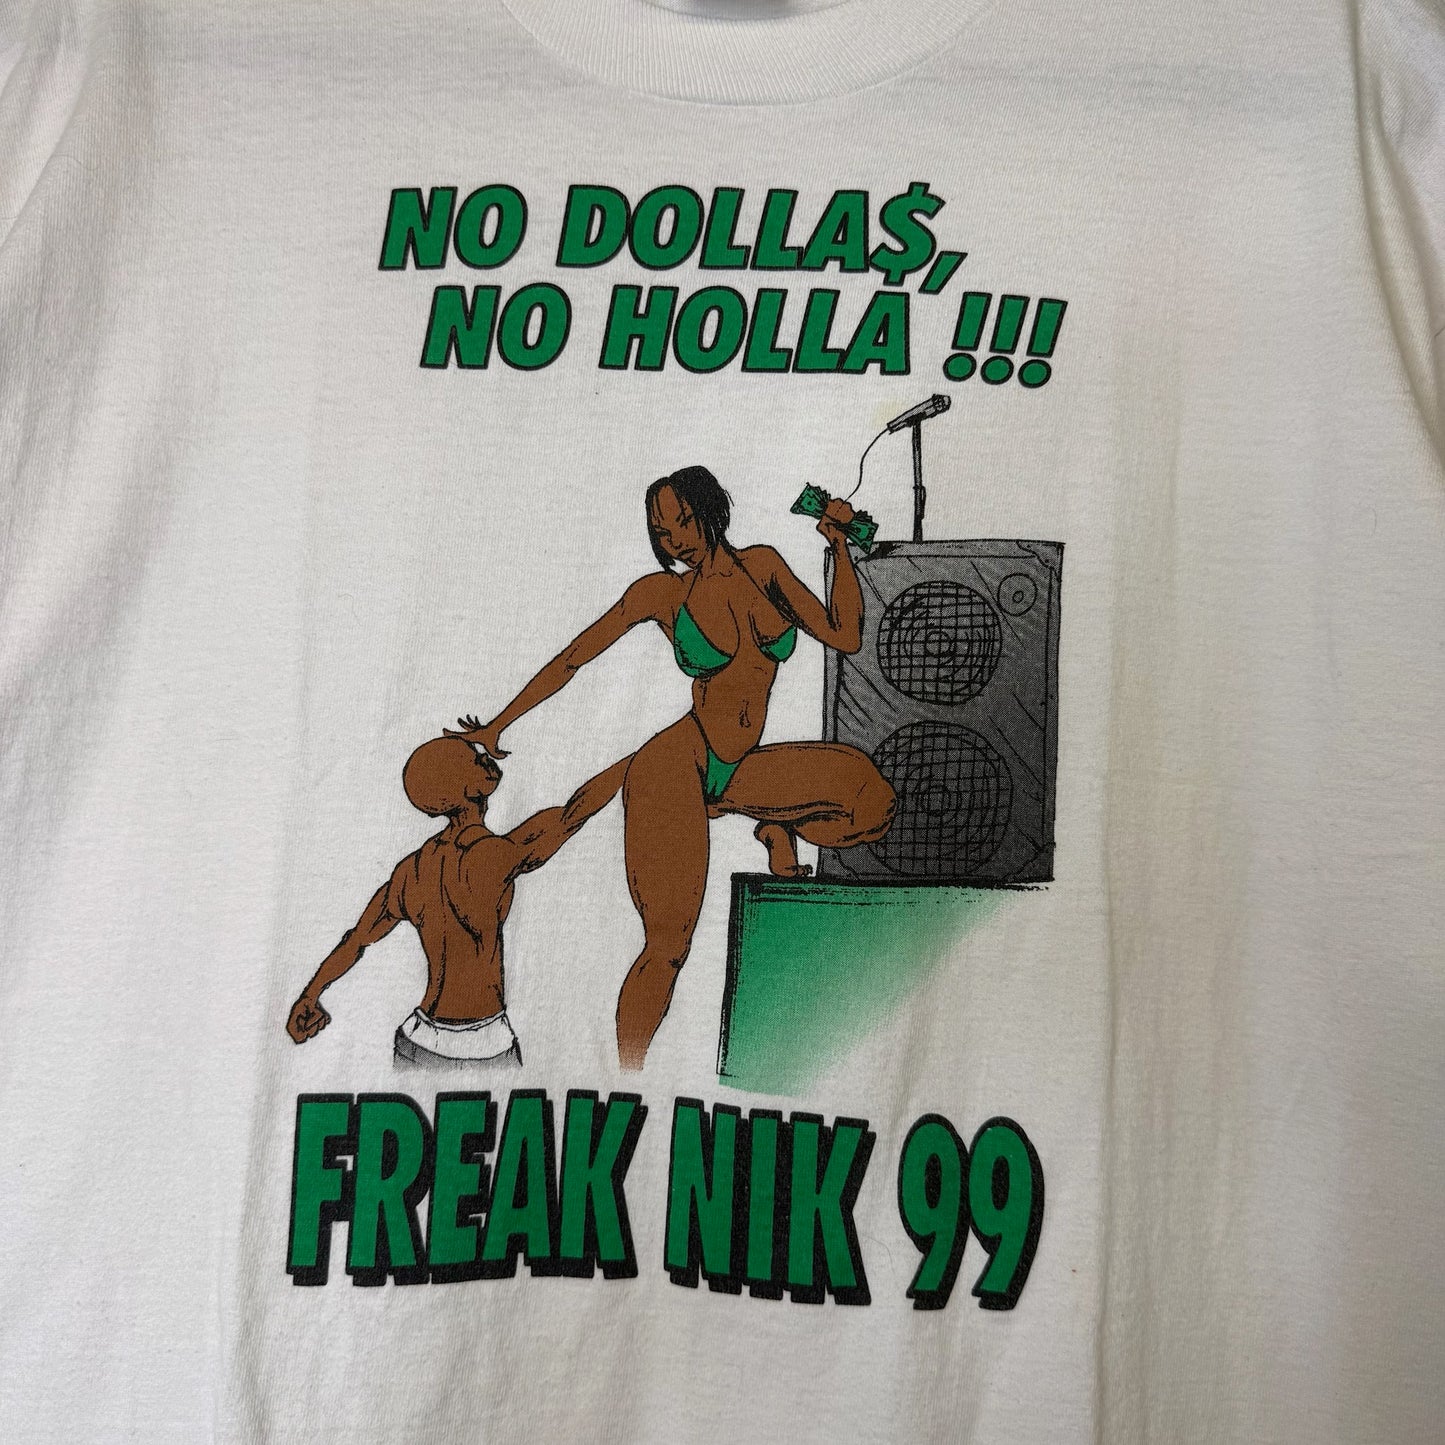 NO DOLLA$,
NO HOLLA !!!
FREAK NIK 99